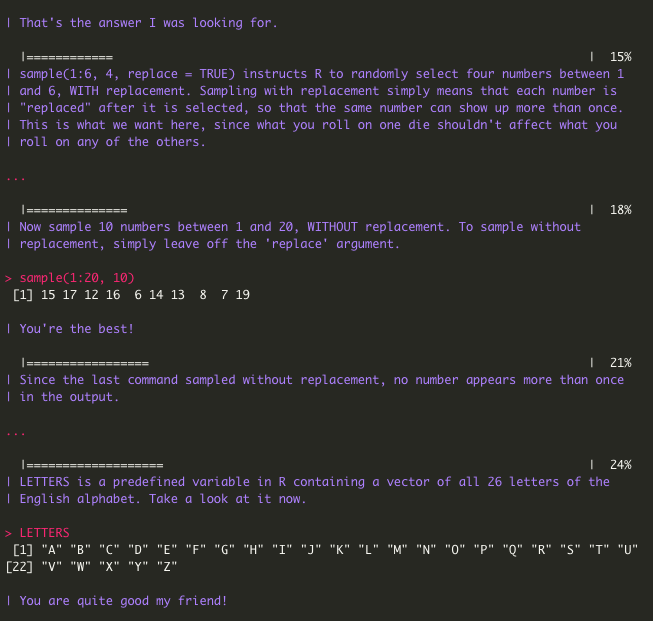 | That's the answer I was looking for.
|============ | 15%
| sample(1:6, 4, replace = TRUE) instructs R to randomly select four numbers between 1
| and 6, WITH replacement. Sampling with replacement simply means that each number is
| "replaced" after it is selected, so that the same number can show up more than once.
| This is what we want here, since what you roll on one die shouldn't affect what you
| roll on any of the others.
...
|============== | 18%
| Now sample 10 numbers between 1 and 20, WITHOUT replacement. To sample without
| replacement, simply leave off the 'replace' argument.
> sample(1:20, 10)
[1] 15 17 12 16  6 14 13  8  7 19
| You're the best!
|================= | 21%
| Since the last command sampled without replacement, no number appears more than once
| in the output.
...
|=================== | 24%
| LETTERS is a predefined variable in R containing a vector of all 26 letters of the
| English alphabet. Take a look at it now.
> LETTERS
[1] "A" "B" "C" "D" "E" "F" "G" "H" "I" "J" "K" "L" "M" "N" "O" "P" "Q" "R" "S" "T" "U"
[22] "V" "W" "X" "Y" "Z"
| You are quite good my friend!